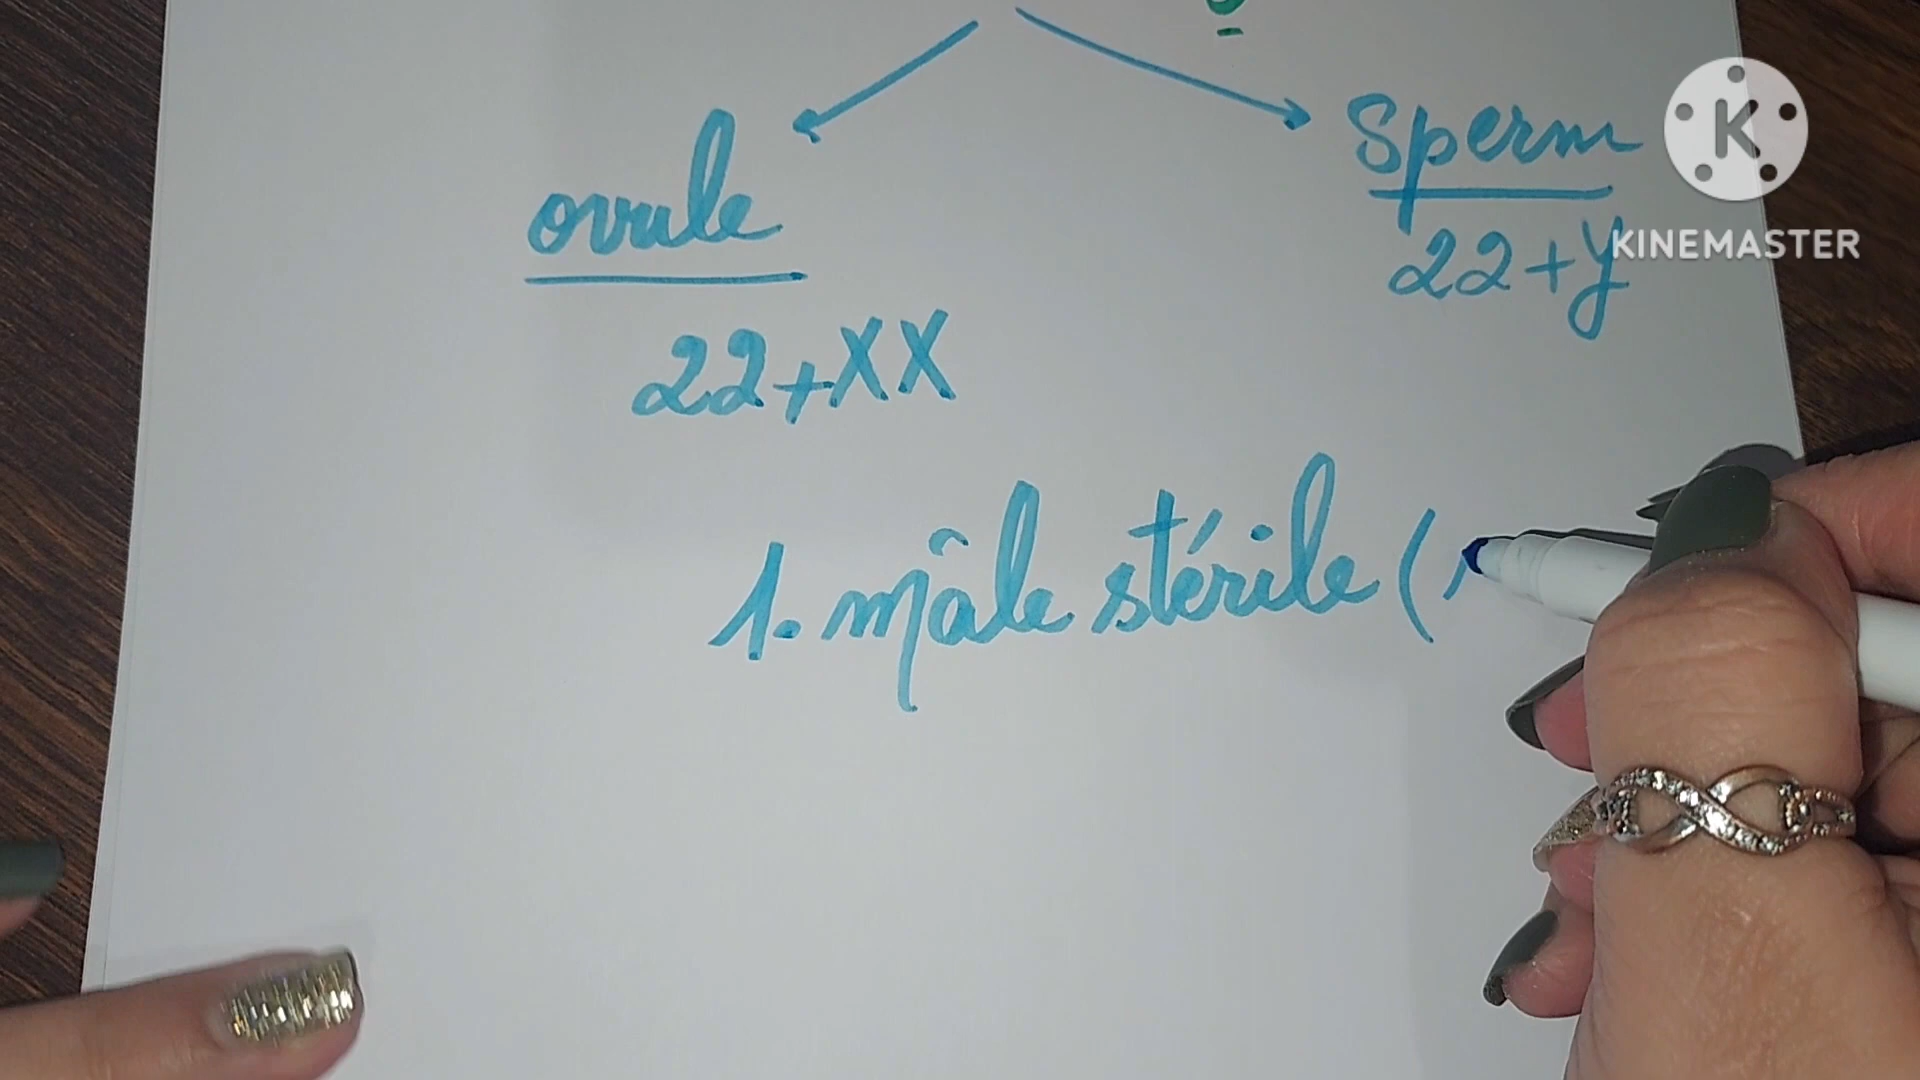 ovule
Sperm
22+XX
22+Y
1. mâle stérile (
K
KINEMASTER